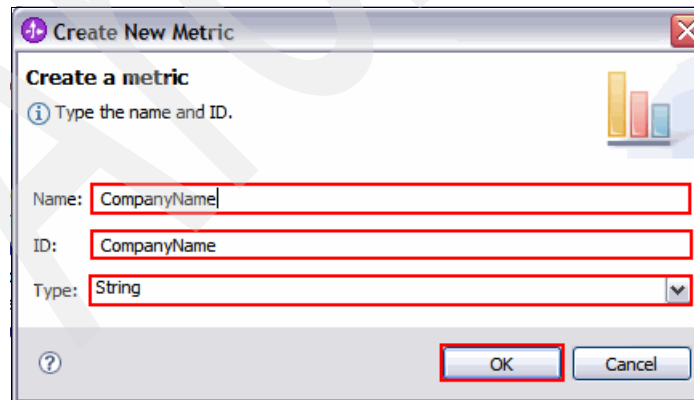 Create New Metric
Create a metric
Type the name and ID.
Name: CompanyName
ID: CompanyName
Type: String
OK Cancel